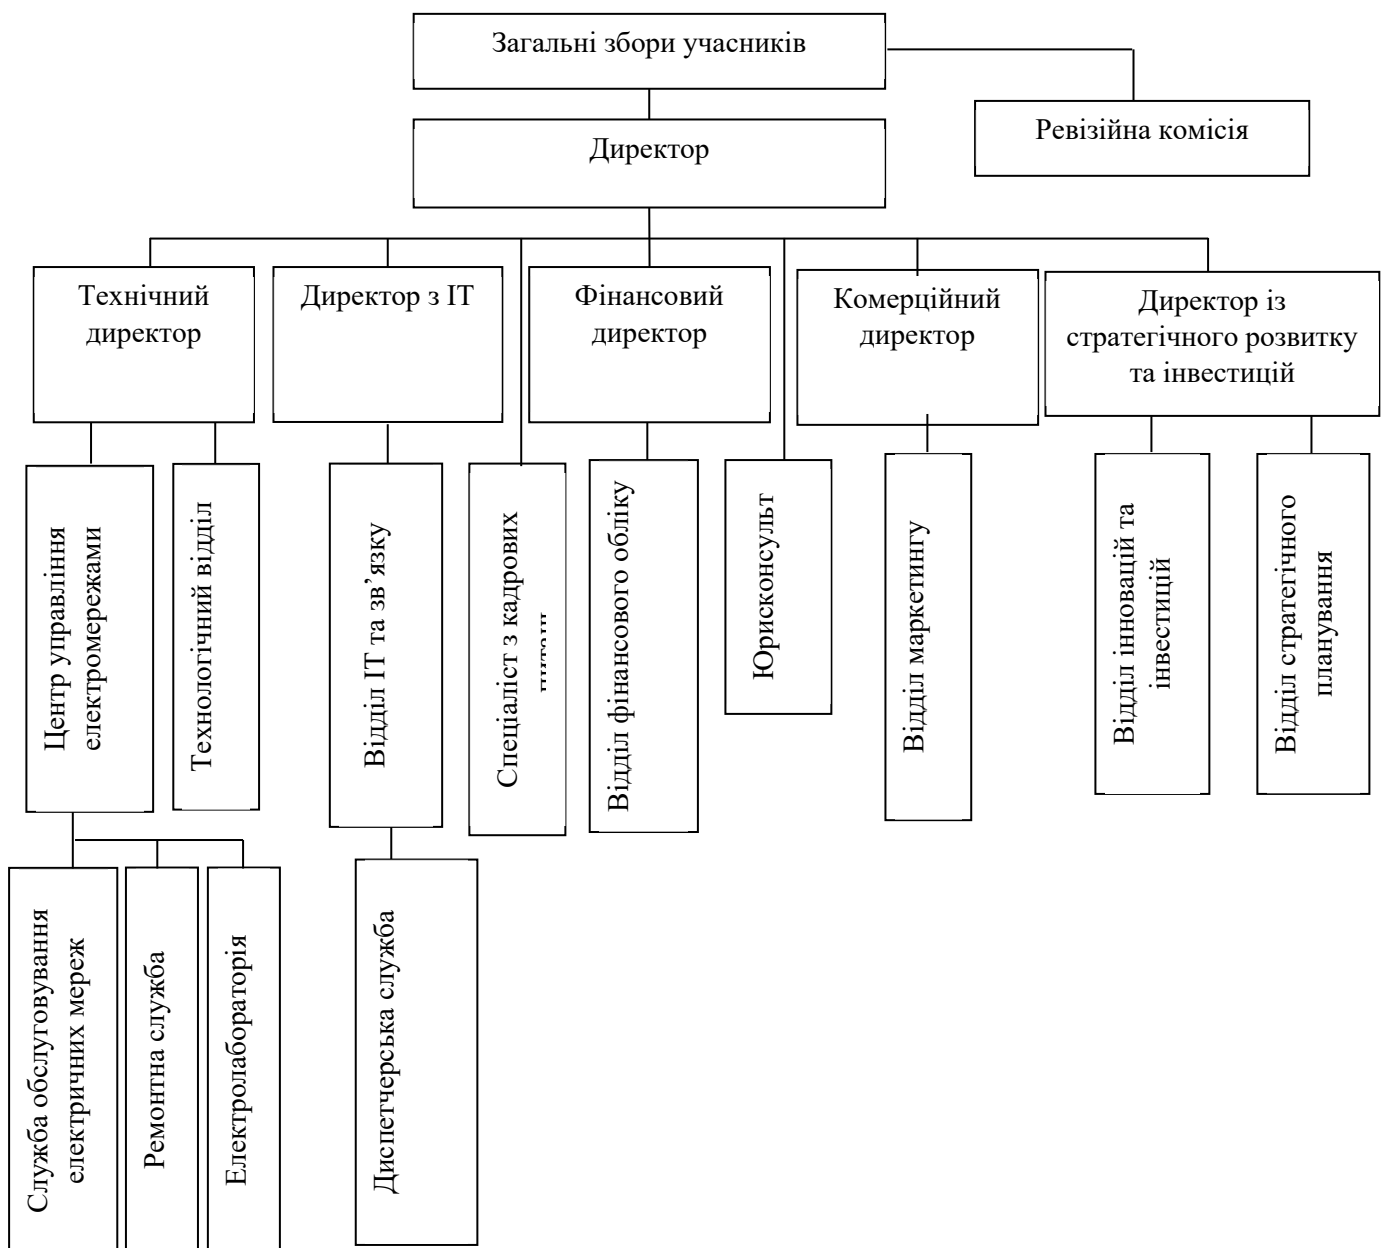 Загальні збори учасників
Ревізійна комісія
Директор
Технічний
директор
Директор з ІТ
Фінансовий
директор
Комерційний
директор
Директор із
стратегічного розвитку
та інвестицій
Центр управління
електромережами
Технологічний відділ
Відділ ІТ та зв’язку
Спеціаліст з кадрових
Відділ фінансового обліку
Юрисконсульт
Відділ маркетингу
Відділ інновацій та
інвестицій
Відділ стратегічного
планування
Служба обслуговування
електричних мереж
Ремонтна служба
Електролабораторія
Диспетчерська служба